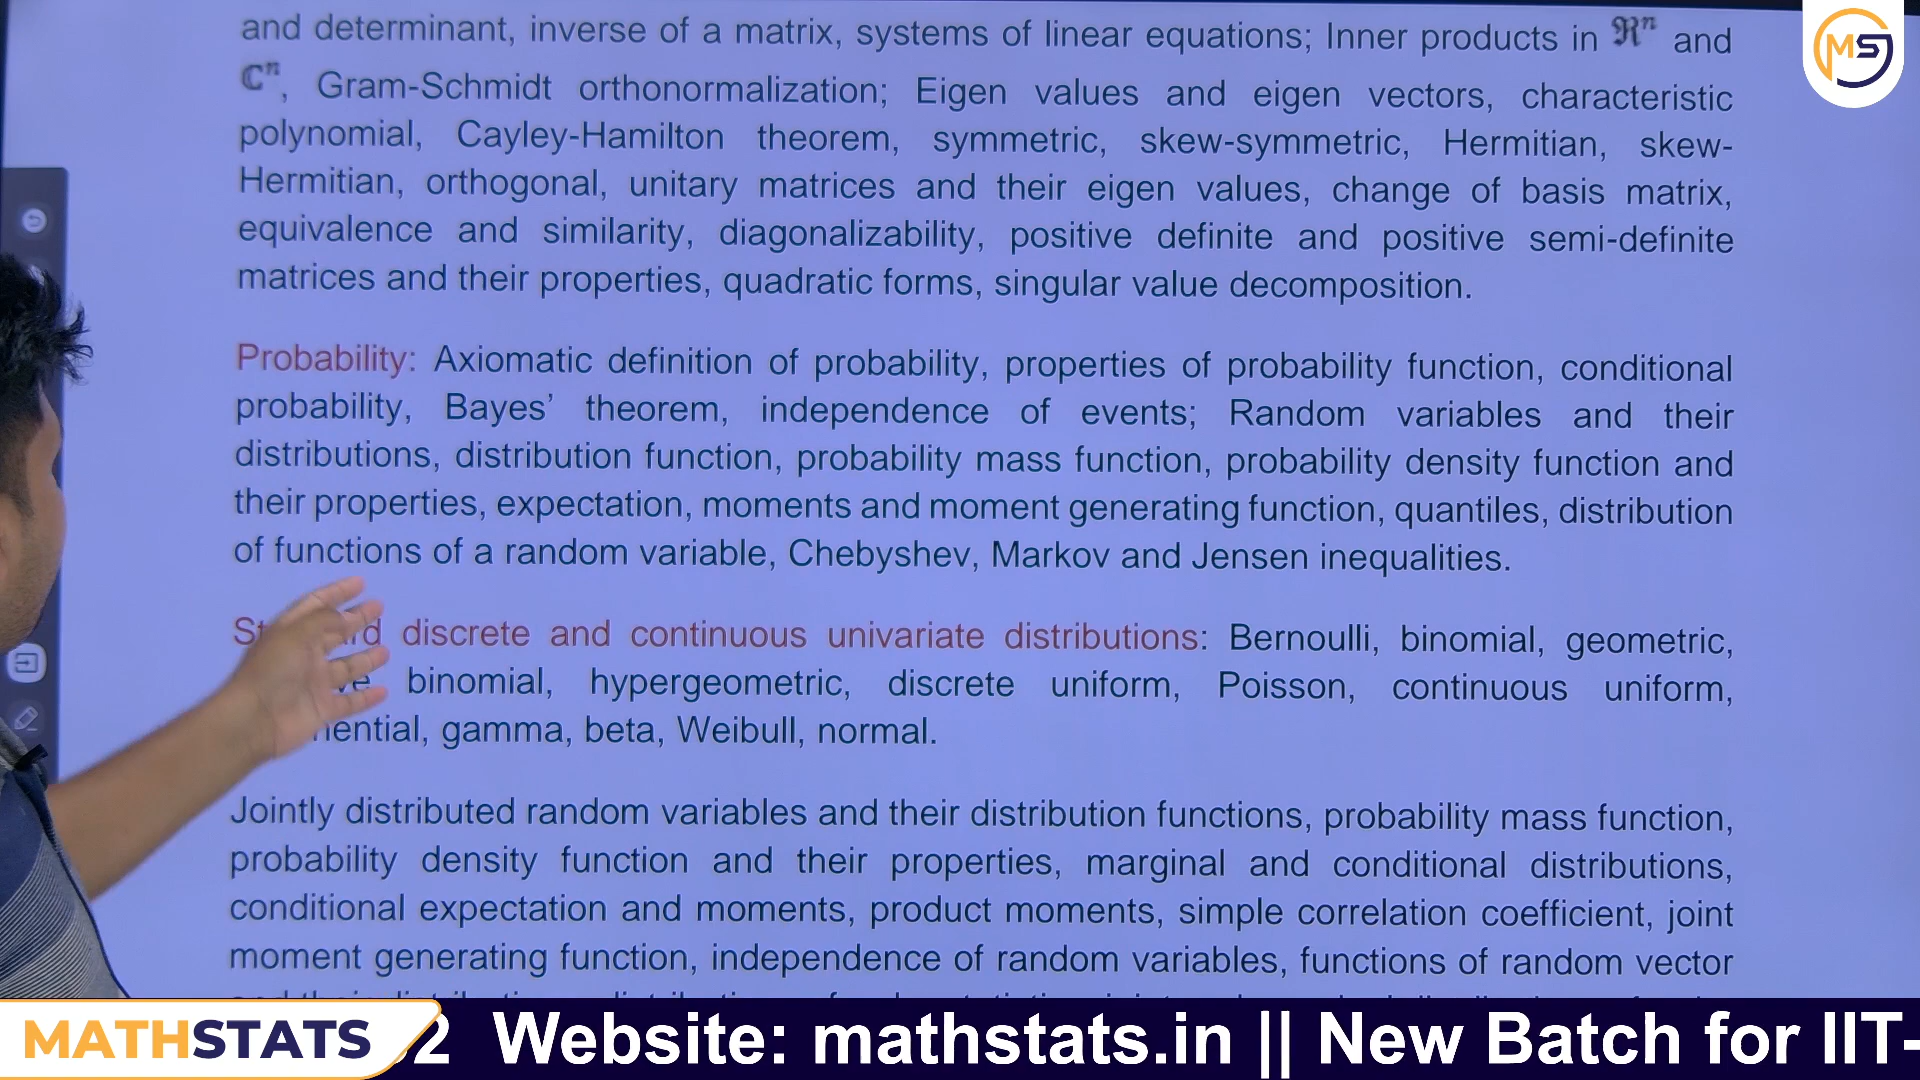 and determinant, inverse of a matrix, systems of linear equations; Inner products in ℜⁿ and
ℂⁿ, Gram-Schmidt orthonormalization; Eigen values and eigen vectors, characteristic
polynomial, Cayley-Hamilton theorem, symmetric, skew-symmetric, Hermitian, skew-
Hermitian, orthogonal, unitary matrices and their eigen values, change of basis matrix,
equivalence and similarity, diagonalizability, positive definite and positive semi-definite
matrices and their properties, quadratic forms, singular value decomposition.
Probability: Axiomatic definition of probability, properties of probability function, conditional
probability, Bayes’ theorem, independence of events; Random variables and their
distributions, distribution function, probability mass function, probability density function and
their properties, expectation, moments and moment generating function, quantiles, distribution
of functions of a random variable, Chebyshev, Markov and Jensen inequalities.
discrete and continuous univariate distributions: Bernoulli, binomial, geometric,
binomial, hypergeometric, discrete uniform, Poisson, continuous uniform,
gamma, beta, Weibull, normal.
Jointly distributed random variables and their distribution functions, probability mass function,
probability density function and their properties, marginal and conditional distributions,
conditional expectation and moments, product moments, simple correlation coefficient, joint
moment generating function, independence of random variables, functions of random vector
MATHSTATS 2 Website: mathstats.in || New Batch for IIT-
MS